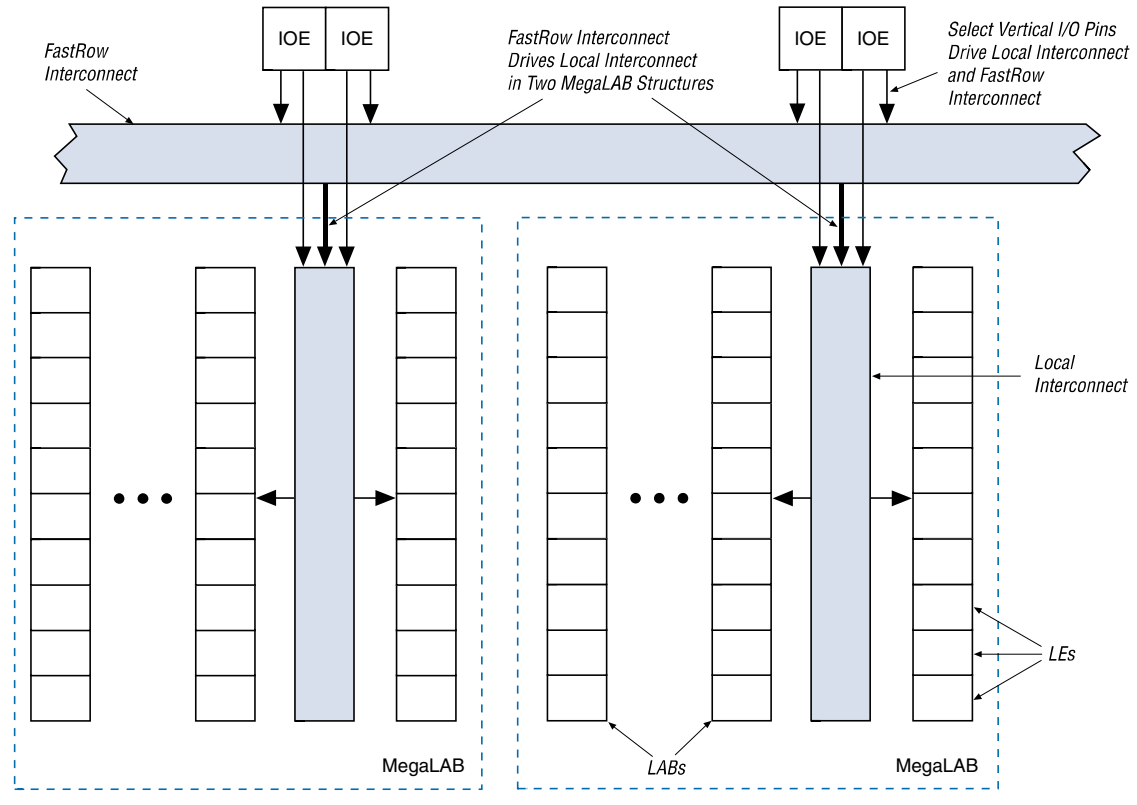 IOE
IOE
IOE
IOE
FastRow
Interconnect
FastRow Interconnect
Drives Local Interconnect
in Two MegaLAB Structures
Select Vertical I/O Pins
Drive Local Interconnect
and FastRow
Interconnect
Local
Interconnect
LEs
LABs
MegaLAB
MegaLAB